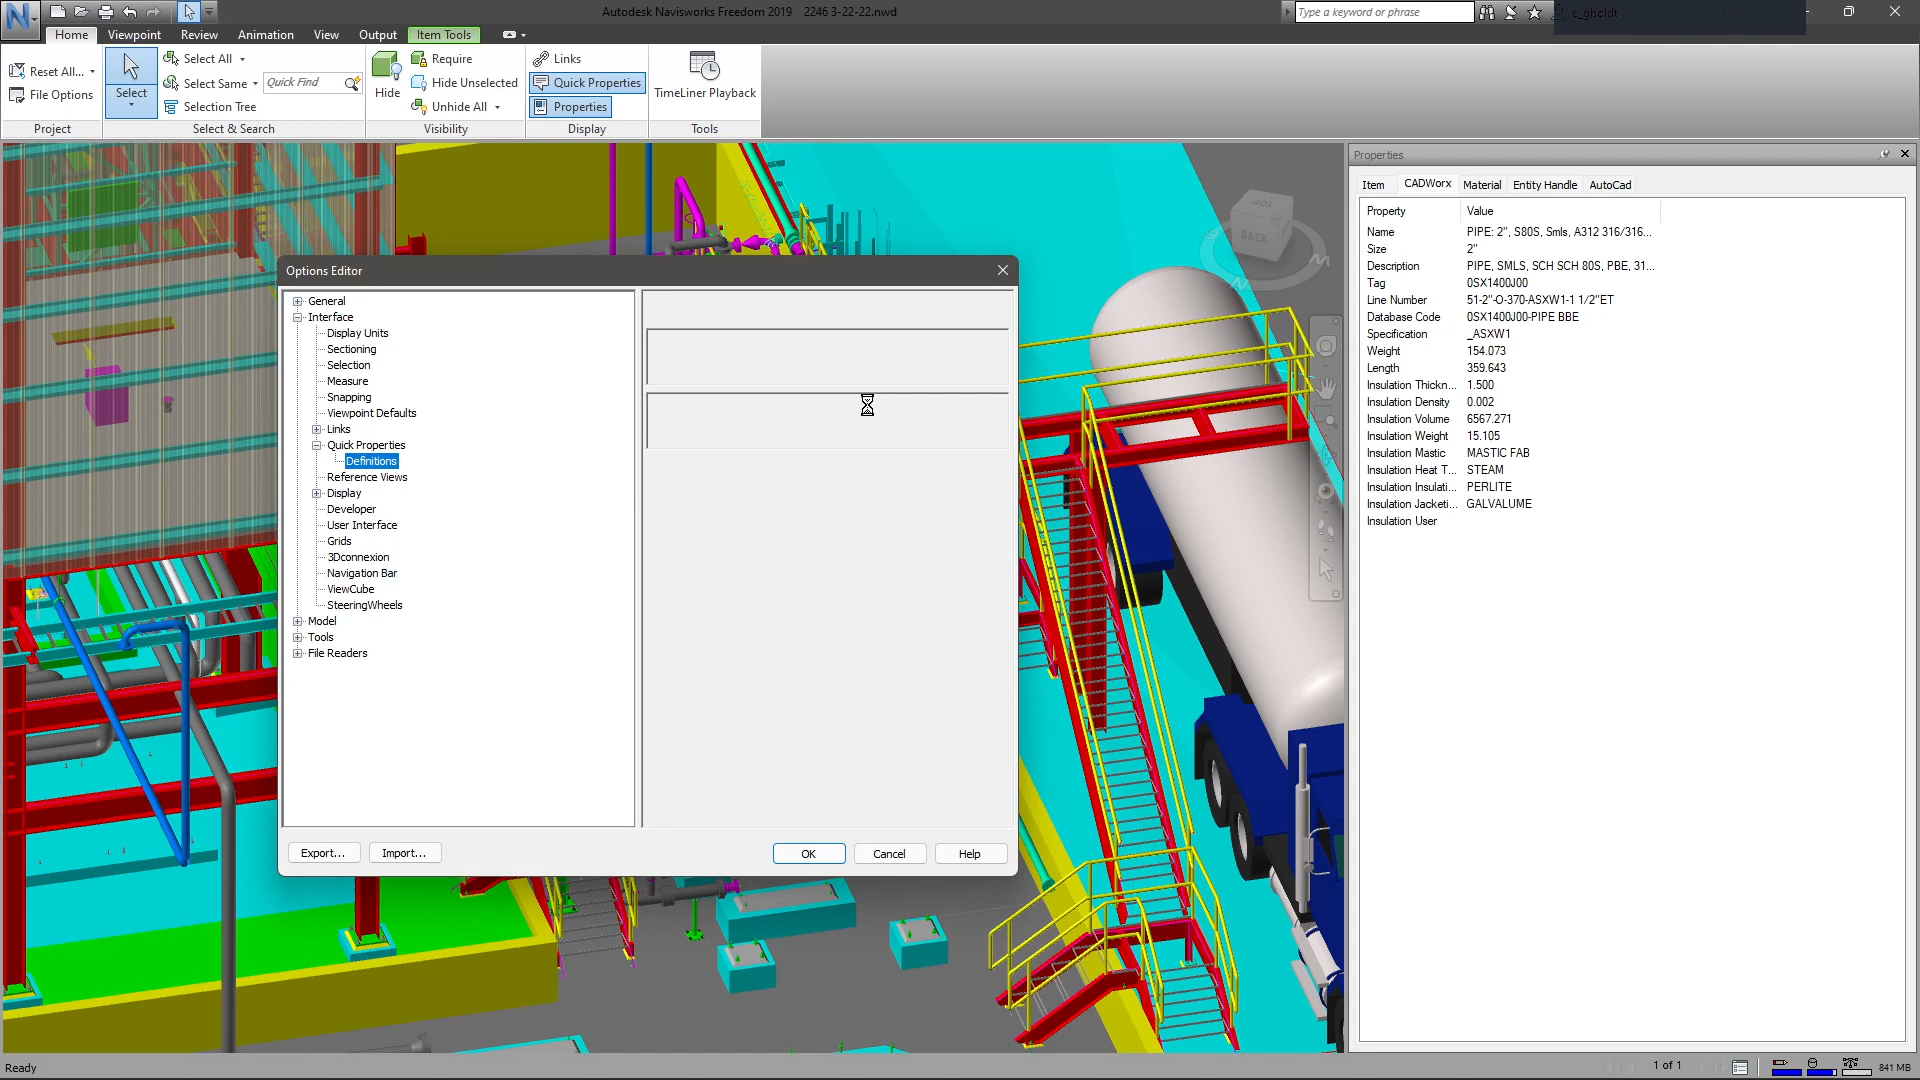 Autodesk Navisworks Freedom 2019 2246 3-22-22.nwd
Type a keyword or phrase
c_gboldt
Home Viewpoint Review Animation View Output Item Tools
Reset All...
File Options
Project
Select
Select All
Select Same
Quick Find
Selection Tree
Select & Search
Hide
Require
Hide Unselected
Unhide All
Visibility
Links
Quick Properties
Properties
Display
TimeLiner Playback
Tools
TOP
BACK
Options Editor
General
Interface
Display Units
Sectioning
Selection
Measure
Snapping
Viewpoint Defaults
Links
Quick Properties
Definitions
Reference Views
Display
Developer
User Interface
Grids
3Dconnexion
Navigation Bar
ViewCube
SteeringWheels
Model
Tools
File Readers
Export... Import... OK Cancel Help
Properties
Item CADWorx Material Entity Handle AutoCad
Property Value
Name PIPE: 2", S80S, Smls, A312 316/316...
Size 2"
Description PIPE, SMLS, SCH SCH 80S, PBE, 31...
Tag 0SX1400J00
Line Number 51-2"-O-370-ASXW1-1 1/2"ET
Database Code 0SX1400J00-PIPE BBE
Specification _ASXW1
Weight 154.073
Length 359.643
Insulation Thickn... 1.500
Insulation Density 0.002
Insulation Volume 6567.271
Insulation Weight 15.105
Insulation Mastic MASTIC FAB
Insulation Heat T... STEAM
Insulation Insulati... PERLITE
Insulation Jacketi... GALVALUME
Insulation User
Ready
1 of 1
841 MB